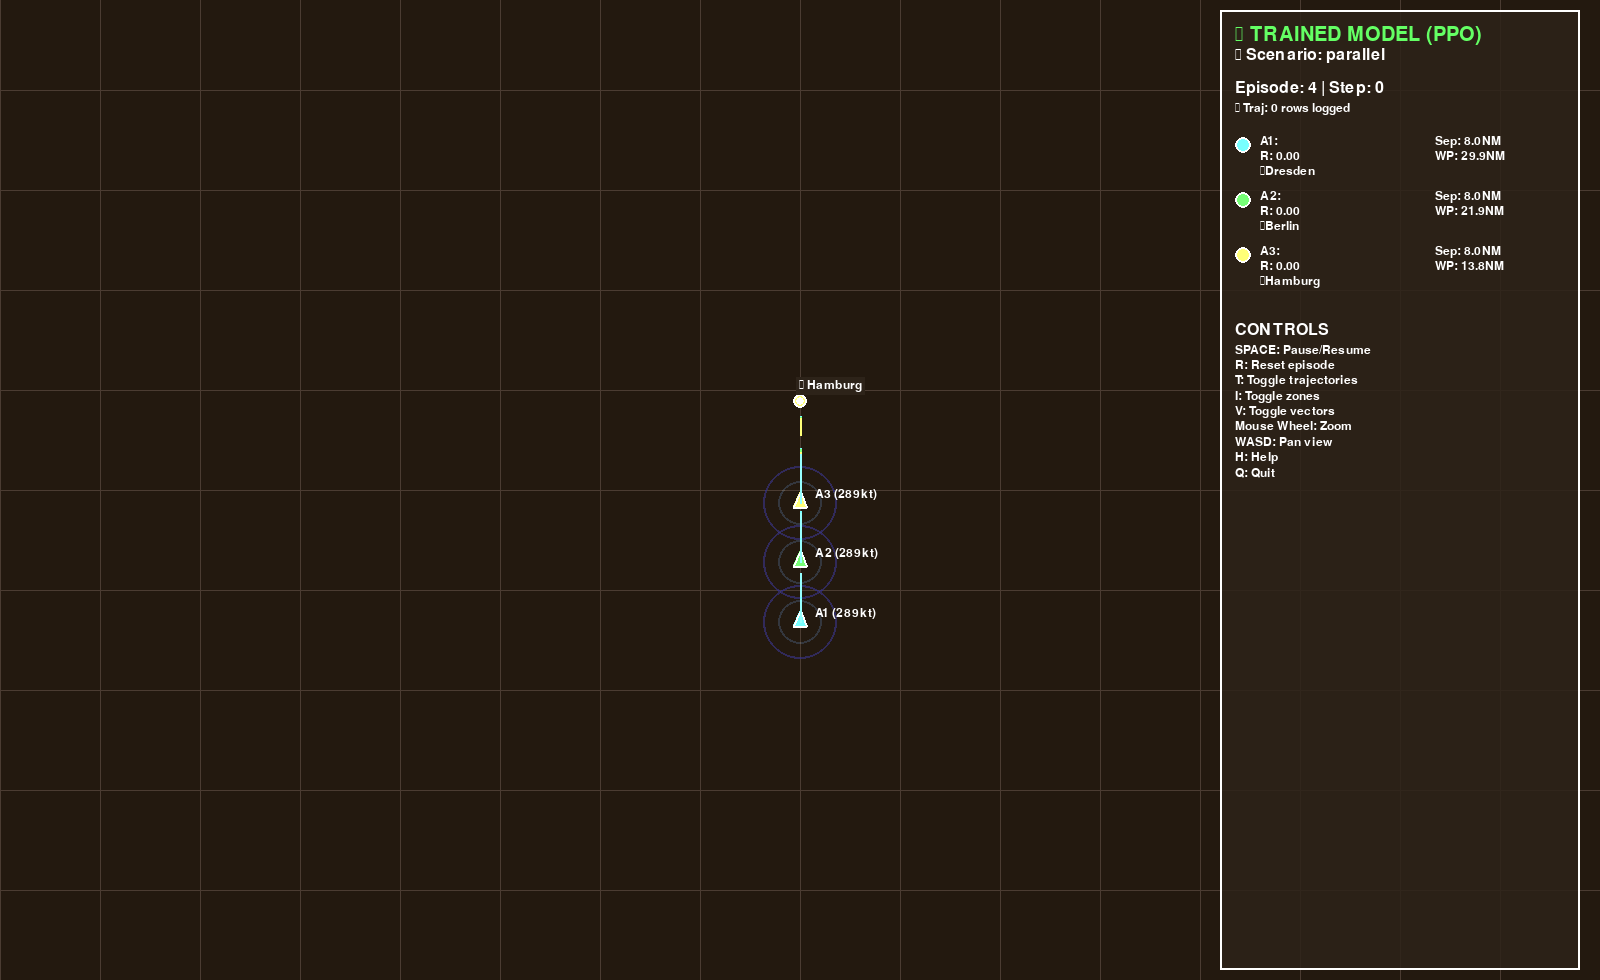 TRAINED MODEL (PPO)
Scenario: parallel
Episode: 4 | Step: 0
Traj: 0 rows logged
A1: Sep: 8.0NM
R: 0.00 WP: 29.9NM
Dresden
A2: Sep: 8.0NM
R: 0.00 WP: 21.9NM
Berlin
A3: Sep: 8.0NM
R: 0.00 WP: 13.8NM
Hamburg
CONTROLS
SPACE: Pause/Resume
R: Reset episode
T: Toggle trajectories
I: Toggle zones
V: Toggle vectors
Mouse Wheel: Zoom
WASD: Pan view
H: Help
Q: Quit
Hamburg
A3 (289kt)
A2 (289kt)
A1 (289kt)